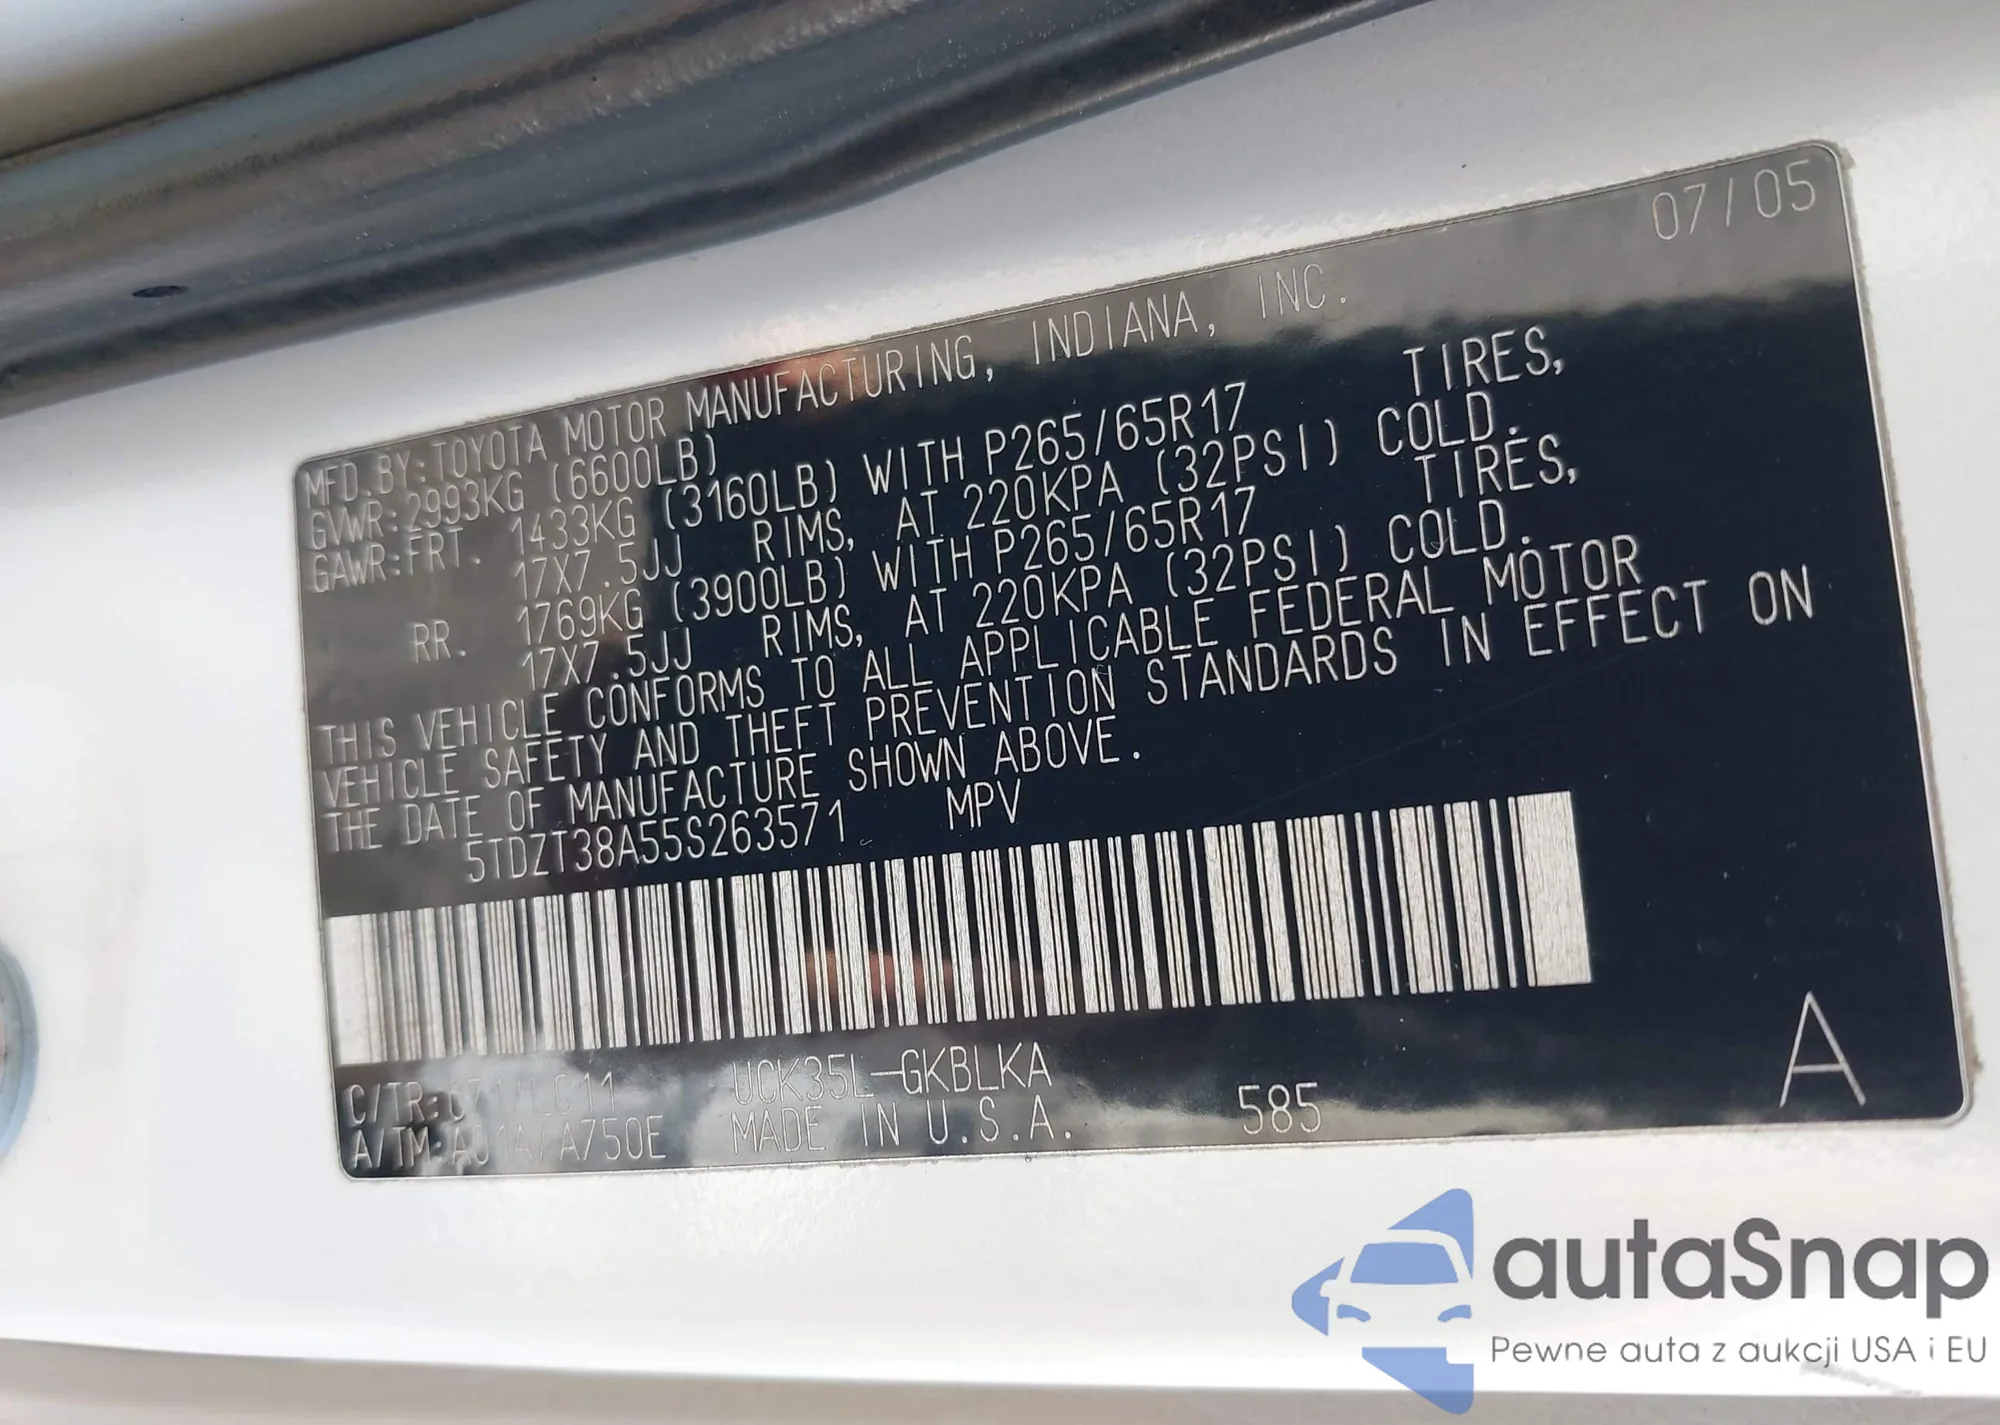 07/05
MFD.BY:TOYOTA MOTOR MANUFACTURING, INDIANA, INC.
GVWR:2993KG (6600LB)
GAWR:FRT. 1433KG (3160LB) WITH P265/65R17 TIRES,
17X7.5JJ RIMS, AT 220KPA (32PSI) COLD.
RR. 1769KG (3900LB) WITH P265/65R17 TIRES,
17X7.5JJ RIMS, AT 220KPA (32PSI) COLD.
THIS VEHICLE CONFORMS TO ALL APPLICABLE FEDERAL MOTOR
VEHICLE SAFETY AND THEFT PREVENTION STANDARDS IN EFFECT ON
THE DATE OF MANUFACTURE SHOWN ABOVE.
5TDZT38A55S263571 MPV
C/TR: UCK35L-GKBLKA
A/TM:A01A/A750E MADE IN U.S.A. 585
A
autaSnap
Pewne auta z aukcji USA i EU